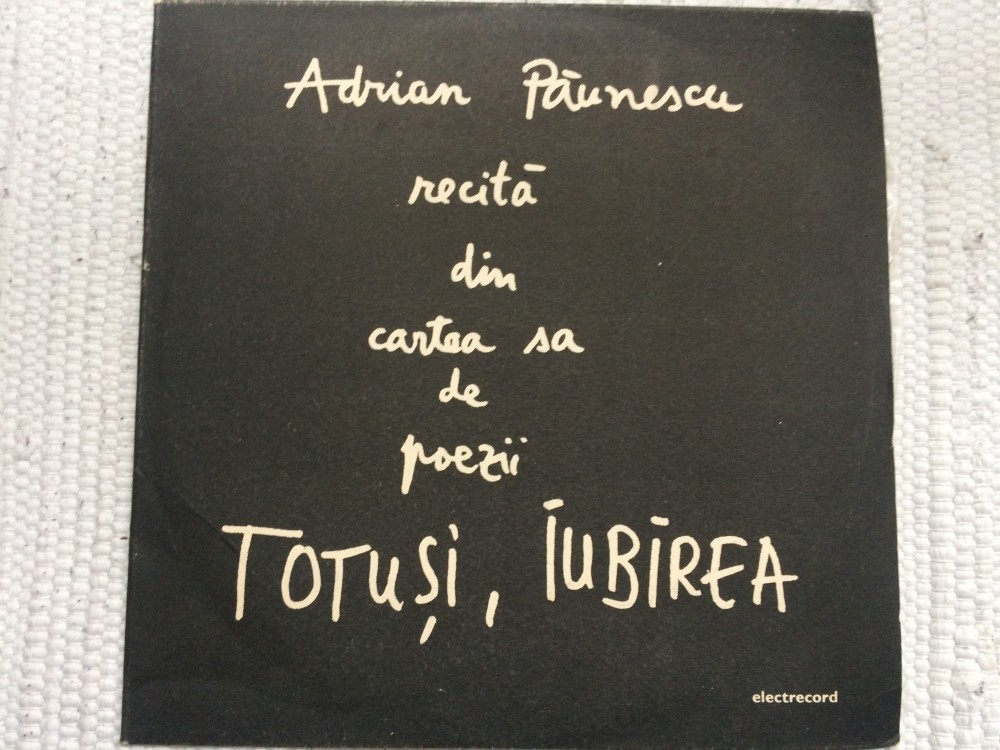 Adrian Păunescu
recită
din
cartea sa
de
poezii
TOTUȘI, IUBIREA
electrecord